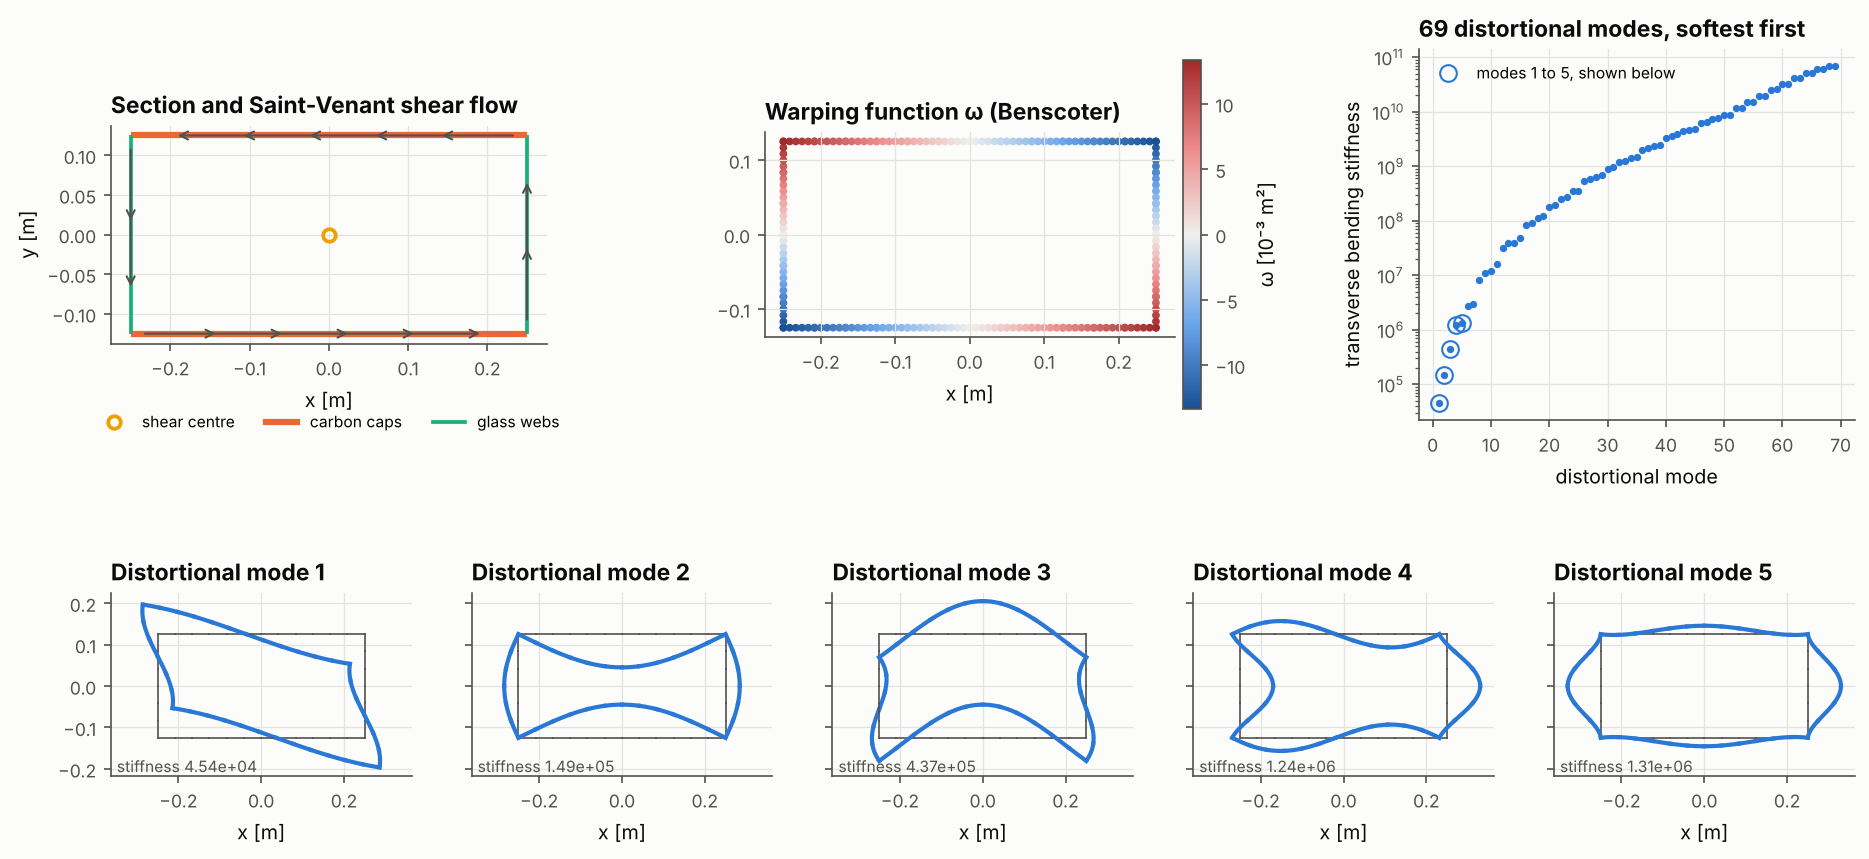 Section and Saint-Venant shear flow
y [m]
0.10
0.05
0.00
−0.05
−0.10
−0.2
−0.1
0.0
0.1
0.2
x [m]
shear centre
carbon caps
glass webs
Warping function ω (Benscoter)
0.1
0.0
−0.1
−0.2
−0.1
0.0
0.1
0.2
x [m]
10
5
0
−5
−10
ω [10⁻³ m²]
69 distortional modes, softest first
modes 1 to 5, shown below
transverse bending stiffness
10¹¹
10¹⁰
10⁹
10⁸
10⁷
10⁶
10⁵
0
10
20
30
40
50
60
70
distortional mode
Distortional mode 1
0.2
0.1
0.0
−0.1
−0.2
stiffness 4.54e+04
−0.2
0.0
0.2
x [m]
Distortional mode 2
stiffness 1.49e+05
−0.2
0.0
0.2
x [m]
Distortional mode 3
stiffness 4.37e+05
−0.2
0.0
0.2
x [m]
Distortional mode 4
stiffness 1.24e+06
−0.2
0.0
0.2
x [m]
Distortional mode 5
stiffness 1.31e+06
−0.2
0.0
0.2
x [m]